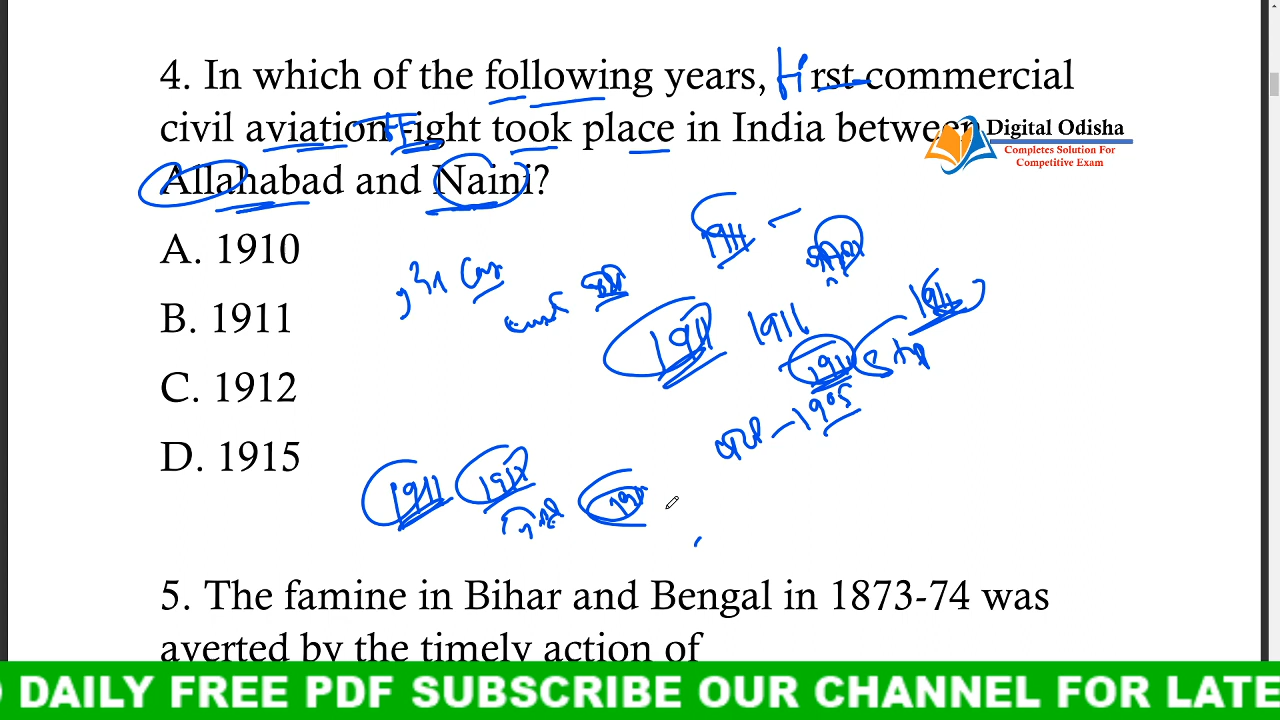 4. In which of the following years, First commercial
civil aviation flight took place in India between
Allahabad and Naini?
Digital Odisha
Completes Solution For
Competitive Exam
A. 1910
B. 1911
C. 1912
D. 1915
1911
1911
1911
1911
1905
1911
1911
5. The famine in Bihar and Bengal in 1873-74 was
averted by the timely action of
DAILY FREE PDF SUBSCRIBE OUR CHANNEL FOR LATE